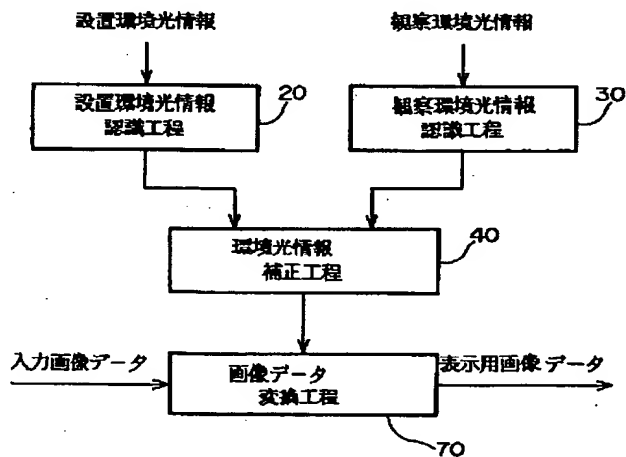 設置環境光情報
観察環境光情報
設置環境光情報
認識工程
20
観察環境光情報
認識工程
30
環境光情報
補正工程
40
入力画像データ
画像データ
変換工程
表示用画像データ
70